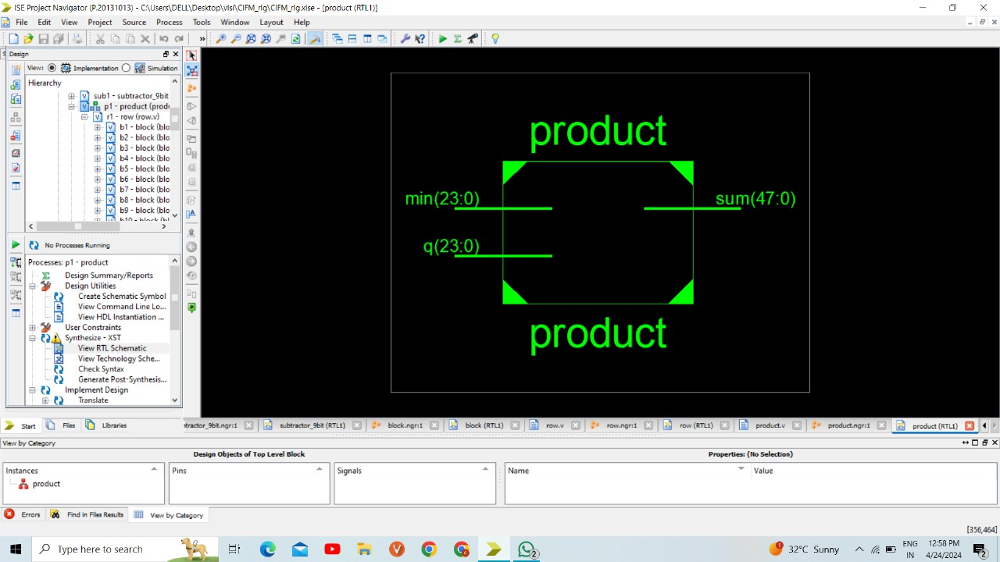 ISE Project Navigator (P.20131013) - C:\Users\DELL\Desktop\vlsi\CIFM_rlg\CIFM_rlg.xise - [product (RTL1)]
File Edit View Project Source Process Tools Window Layout Help
»
Design
View: Implementation Simulation
Hierarchy
sub1 - subtractor_9bit
p1 - product (produ
r1 - row (row.v)
b1 - block (blo
b2 - block (blo
b3 - block (blo
b4 - block (blo
b5 - block (blo
b6 - block (blo
b7 - block (blo
b8 - block (blo
b9 - block (blo
b10 - block (blo
No Processes Running
Processes: p1 - product
Design Summary/Reports
Design Utilities
Create Schematic Symbol
View Command Line Lo...
View HDL Instantiation ...
User Constraints
Synthesize - XST
View RTL Schematic
View Technology Sche...
Check Syntax
Generate Post-Synthesis...
Implement Design
Translate
Start Files Libraries
product
min(23:0) sum(47:0)
q(23:0)
product
tractor_9bit.ngr:1 subtractor_9bit (RTL1) block.ngr:1 block (RTL1) row.v row.ngr:1 row (RTL1) product.v product.ngr:1 product (RTL1)
View by Category
Design Objects of Top Level Block Properties: (No Selection)
Instances Pins Signals Name Value
product
Errors Find in Files Results View by Category
[356,464]
Type here to search 2 1 32°C Sunny ENG IN 12:58 PM 4/24/2024 2